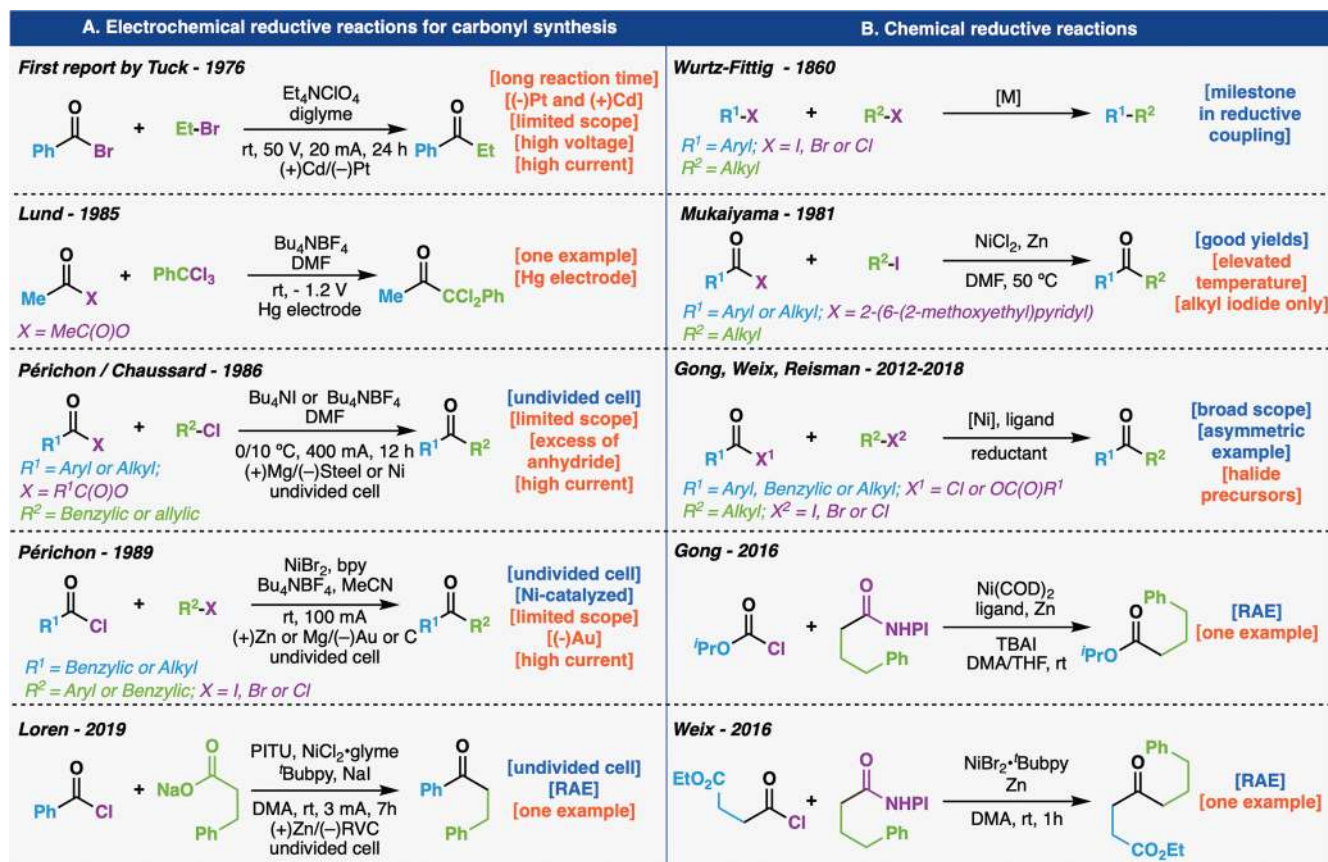 A. Electrochemical reductive reactions for carbonyl synthesis
First report by Tuck - 1976
O
Ph
Br
+
Et-Br
Et₄NClO₄
diglyme
rt, 50 V, 20 mA, 24 h
(+)Cd/(–)Pt
O
Ph
Et
[long reaction time]
[(-)Pt and (+)Cd]
[limited scope]
[high voltage]
[high current]
Lund - 1985
O
Me
X
+
PhCCl₃
X = MeC(O)O
Bu₄NBF₄
DMF
rt, - 1.2 V
Hg electrode
O
Me
CCl₂Ph
[one example]
[Hg electrode]
Périchon / Chaussard - 1986
O
R¹
X
+
R²-Cl
R¹ = Aryl or Alkyl;
X = R¹C(O)O
R² = Benzylic or allylic
Bu₄NI or Bu₄NBF₄
DMF
0/10 ºC, 400 mA, 12 h
(+)Mg/(–)Steel or Ni
undivided cell
O
R¹
R²
[undivided cell]
[limited scope]
[excess of
anhydride]
[high current]
Périchon - 1989
O
R¹
Cl
+
R²-X
R¹ = Benzylic or Alkyl
R² = Aryl or Benzylic; X = I, Br or Cl
NiBr₂, bpy
Bu₄NBF₄, MeCN
rt, 100 mA
(+)Zn or Mg/(–)Au or C
undivided cell
O
R¹
R²
[undivided cell]
[Ni-catalyzed]
[limited scope]
[(-)Au]
[high current]
Loren - 2019
O
Ph
Cl
+
O
NaO
Ph
PITU, NiCl₂•glyme
ᵗBubpy, NaI
DMA, rt, 3 mA, 7h
(+)Zn/(–)RVC
undivided cell
O
Ph
Ph
[undivided cell]
[RAE]
[one example]
B. Chemical reductive reactions
Wurtz-Fittig - 1860
R¹-X
+
R²-X
[M]
R¹-R²
R¹ = Aryl; X = I, Br or Cl
R² = Alkyl
[milestone
in reductive
coupling]
Mukaiyama - 1981
O
R¹
X
+
R²-I
NiCl₂, Zn
DMF, 50 ºC
O
R¹
R²
R¹ = Aryl or Alkyl; X = 2-(6-(2-methoxyethyl)pyridyl)
R² = Alkyl
[good yields]
[elevated
temperature]
[alkyl iodide only]
Gong, Weix, Reisman - 2012-2018
O
R¹
X¹
+
R²-X²
[Ni], ligand
reductant
O
R¹
R²
R¹ = Aryl, Benzylic or Alkyl; X¹ = Cl or OC(O)R¹
R² = Alkyl; X² = I, Br or Cl
[broad scope]
[asymmetric
example]
[halide
precursors]
Gong - 2016
O
ⁱPrO
Cl
+
O
NHPI
Ph
Ni(COD)₂
ligand, Zn
TBAI
DMA/THF, rt
Ph
O
ⁱPrO
[RAE]
[one example]
Weix - 2016
EtO
O
O
Cl
+
O
NHPI
Ph
NiBr₂•ᵗBubpy
Zn
DMA, rt, 1h
Ph
O
CO₂Et
[RAE]
[one example]